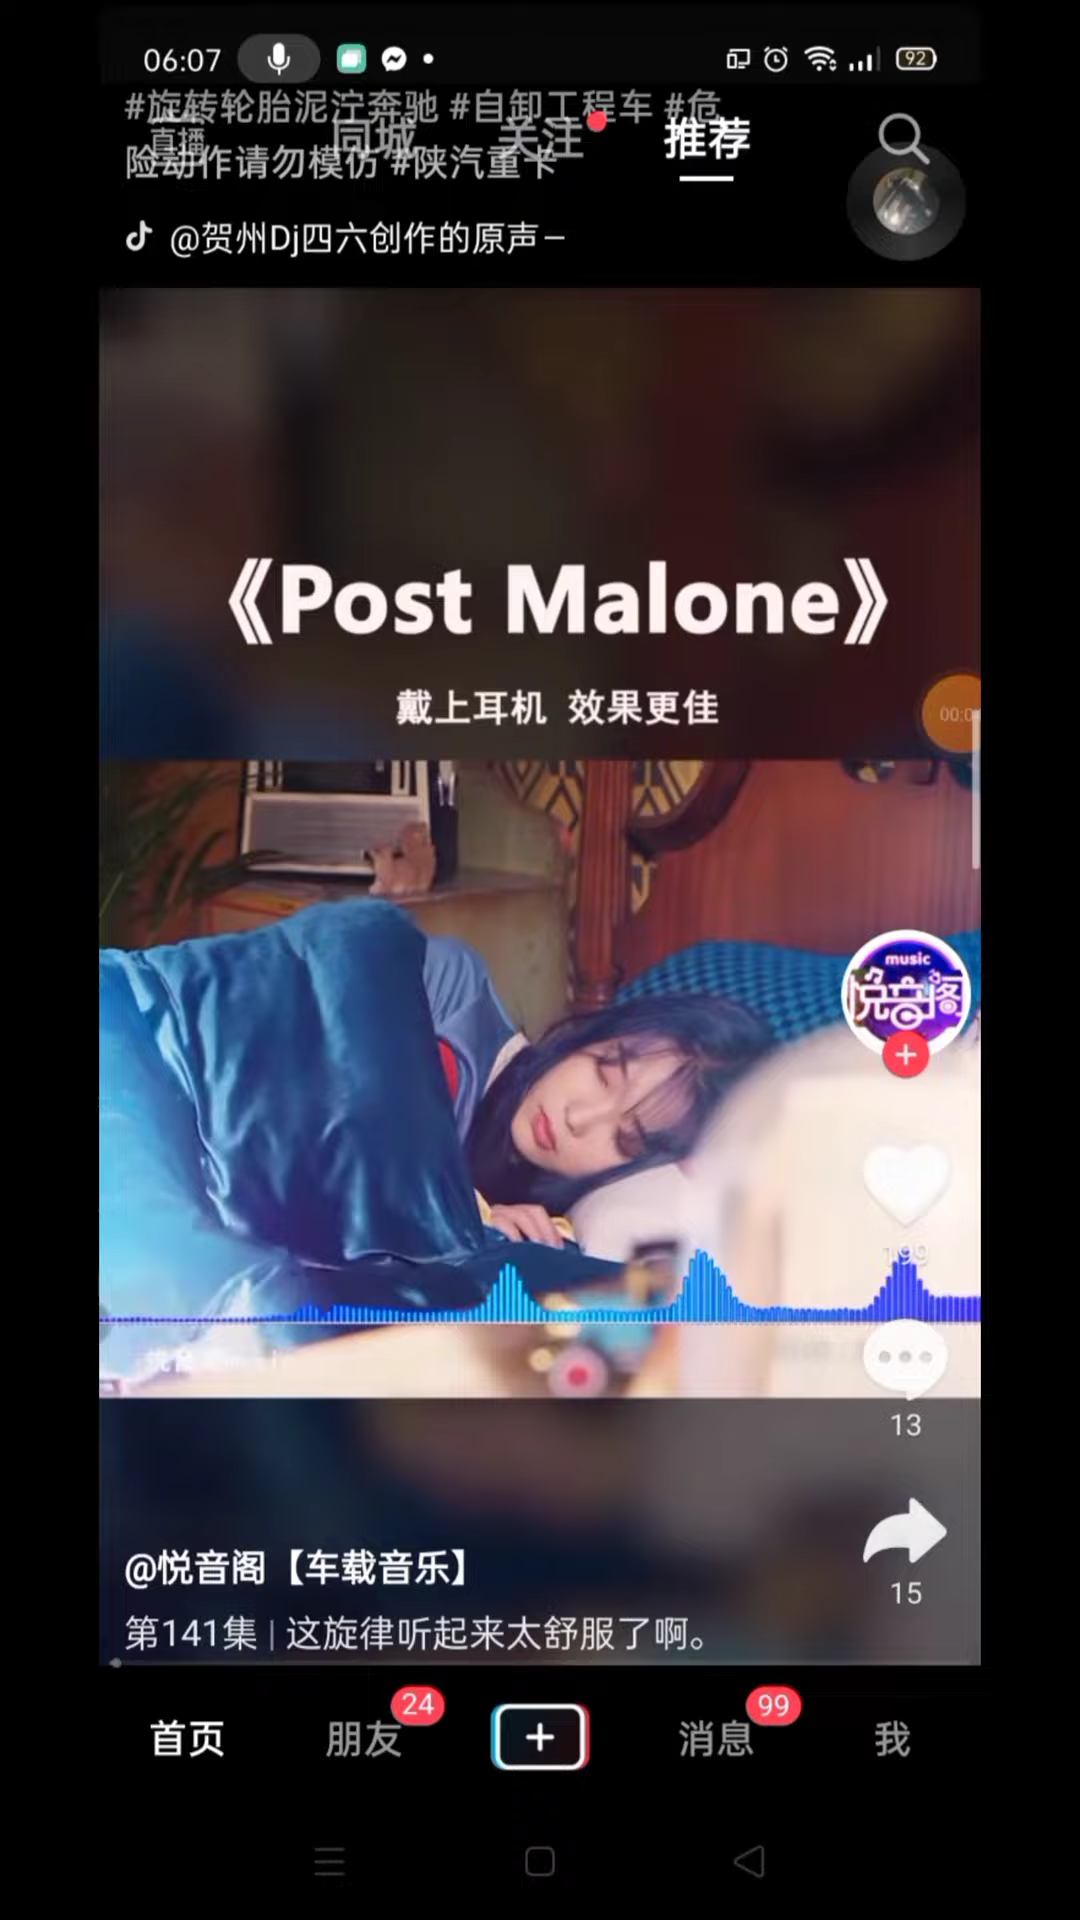 06:07
92
#旋转轮胎泥泞奔驰 #自卸工程车 #危
直播 同城 关注 推荐
险动作请勿模仿 #陕汽重卡
@贺州Dj四六创作的原声－
《Post Malone》
戴上耳机 效果更佳
00:0
music
悦音阁
199
13
15
@悦音阁【车载音乐】
第141集 | 这旋律听起来太舒服了啊。
首页 朋友 24 消息 99 我